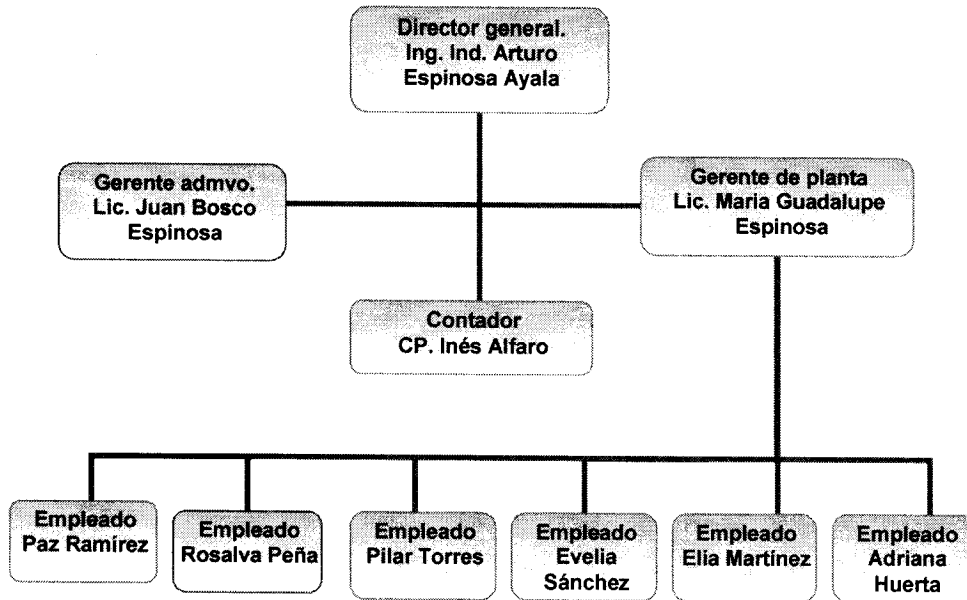 Director general.
Ing. Ind. Arturo
Espinosa Ayala
Gerente admvo.
Lic. Juan Bosco
Espinosa
Gerente de planta
Lic. Maria Guadalupe
Espinosa
Contador
CP. Inés Alfaro
Empleado
Paz Ramírez
Empleado
Rosalva Peña
Empleado
Pilar Torres
Empleado
Evelia
Sánchez
Empleado
Elia Martínez
Empleado
Adriana
Huerta